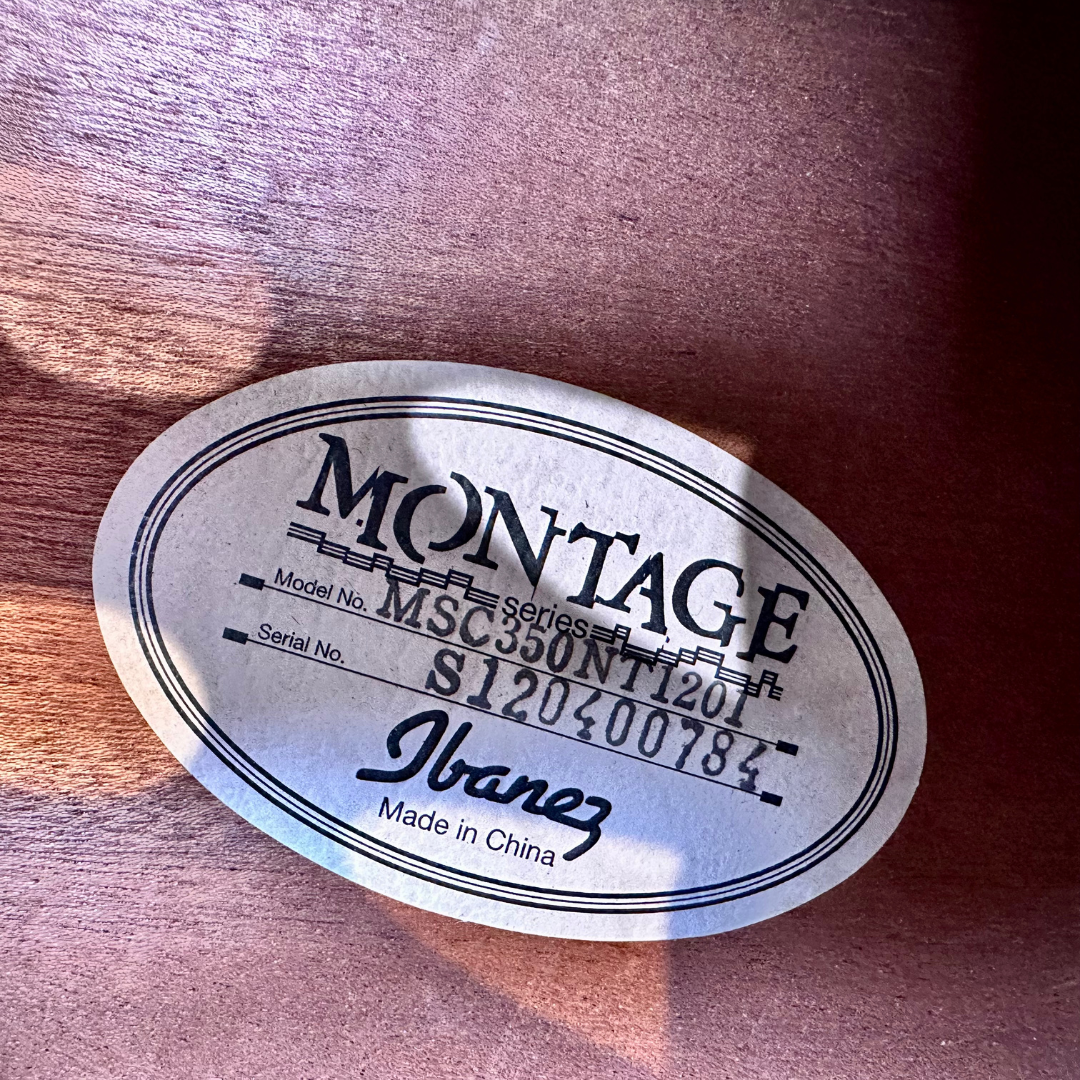 MONTAGE
series
Model No. MSC350NT1201
Serial No. S120400784
Ibanez
Made in China